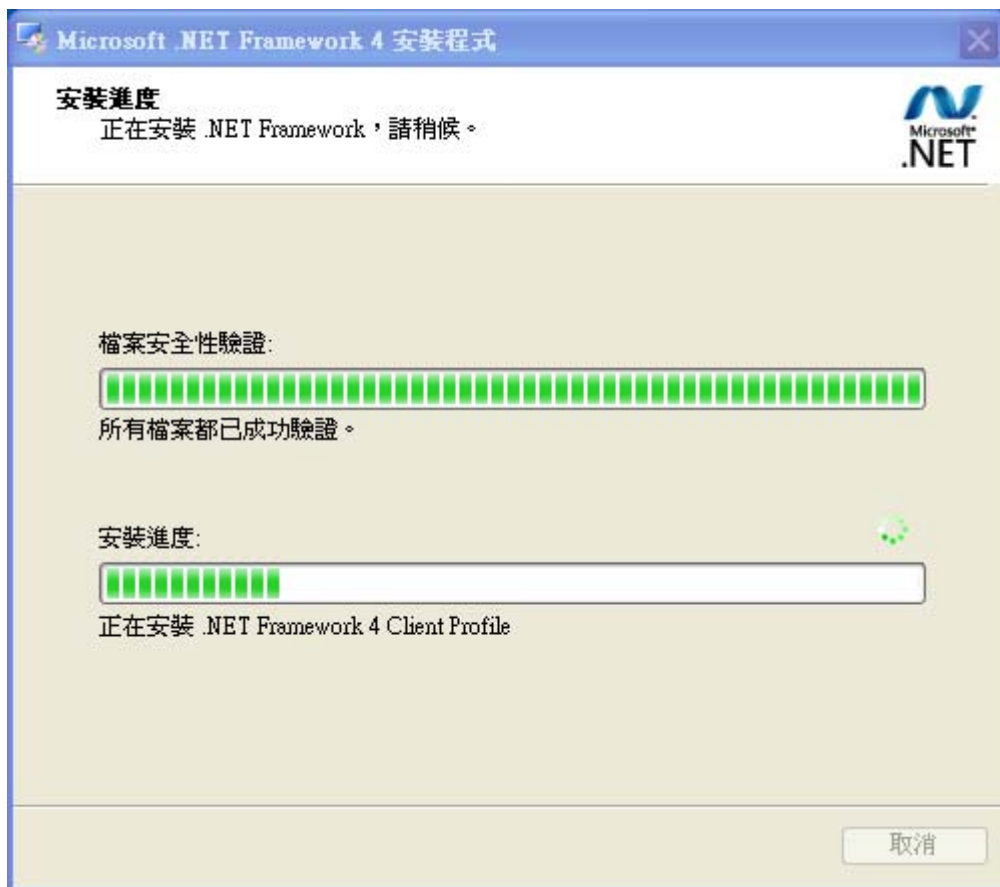 Microsoft .NET Framework 4 安裝程式
安裝進度
正在安裝 .NET Framework，請稍候。
Microsoft
.NET
檔案安全性驗證:
所有檔案都已成功驗證。
安裝進度:
正在安裝 .NET Framework 4 Client Profile
取消